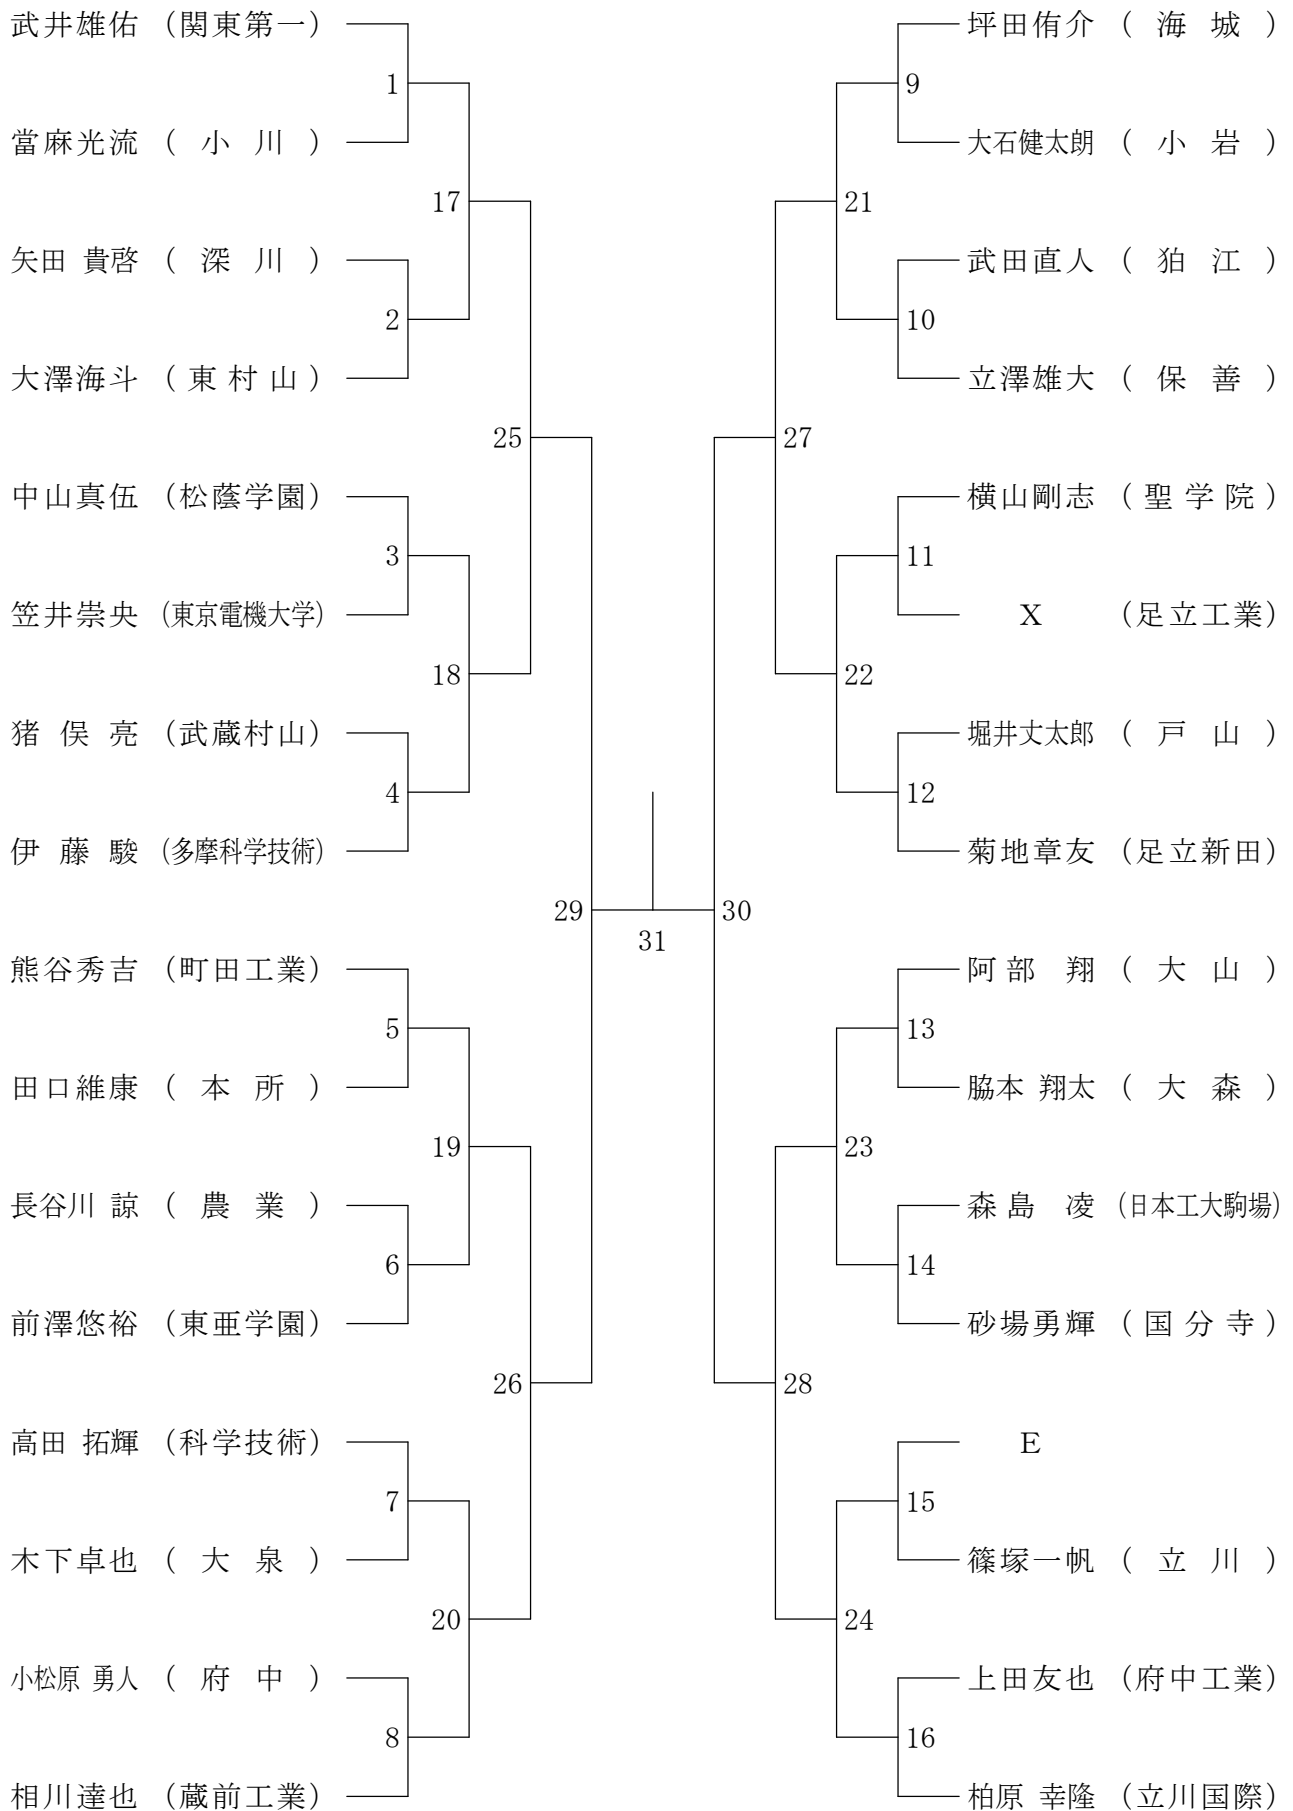 武井雄佑 （関東第一）
1
當麻光流 （ 小 川 ）
17
矢田 貴啓 （ 深 川 ）
2
大澤海斗 （東村山）
25
中山真伍 （松蔭学園）
3
笠井崇央 （東京電機大学）
18
猪俣亮 （武蔵村山）
4
伊藤駿 （多摩科学技術）
29
熊谷秀吉 （町田工業）
5
田口維康 （ 本 所 ）
19
長谷川 諒 （ 農 業 ）
6
前澤悠裕 （東亜学園）
26
高田 拓輝 （科学技術）
7
木下卓也 （ 大 泉 ）
20
小松原 勇人 （ 府 中 ）
8
相川達也 （蔵前工業）
31
坪田侑介 （ 海 城 ）
9
大石健太朗 （ 小 岩 ）
21
武田直人 （ 狛 江 ）
10
立澤雄大 （ 保 善 ）
27
横山剛志 （聖学院）
11
X （足立工業）
22
堀井丈太郎 （ 戸 山 ）
12
菊地章友 （足立新田）
30
阿部 翔 （ 大 山 ）
13
脇本 翔太 （ 大 森 ）
23
森島 凌 （日本工大駒場）
14
砂場勇輝 （国分寺）
28
E
15
篠塚一帆 （ 立 川 ）
24
上田友也 （府中工業）
16
柏原 幸隆 （立川国際）